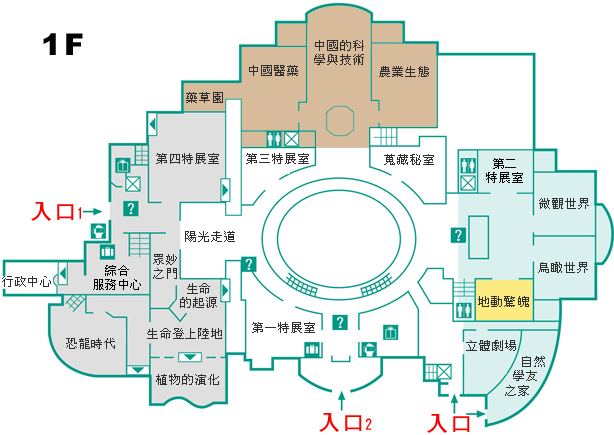 1F
中國的科
學與技術
中國醫藥
農業生態
藥草園
第四特展室
第三特展室
蒐藏秘室
第二
特展室
微觀世界
入口1
?
陽光走道
?
鳥瞰世界
眾妙
之門
綜合
服務中心
行政中心
?
生命
的起源
地動驚魄
第一特展室
?
生命登上陸地
恐龍時代
立體劇場
自然
學友
之家
植物的演化
入口2
入口